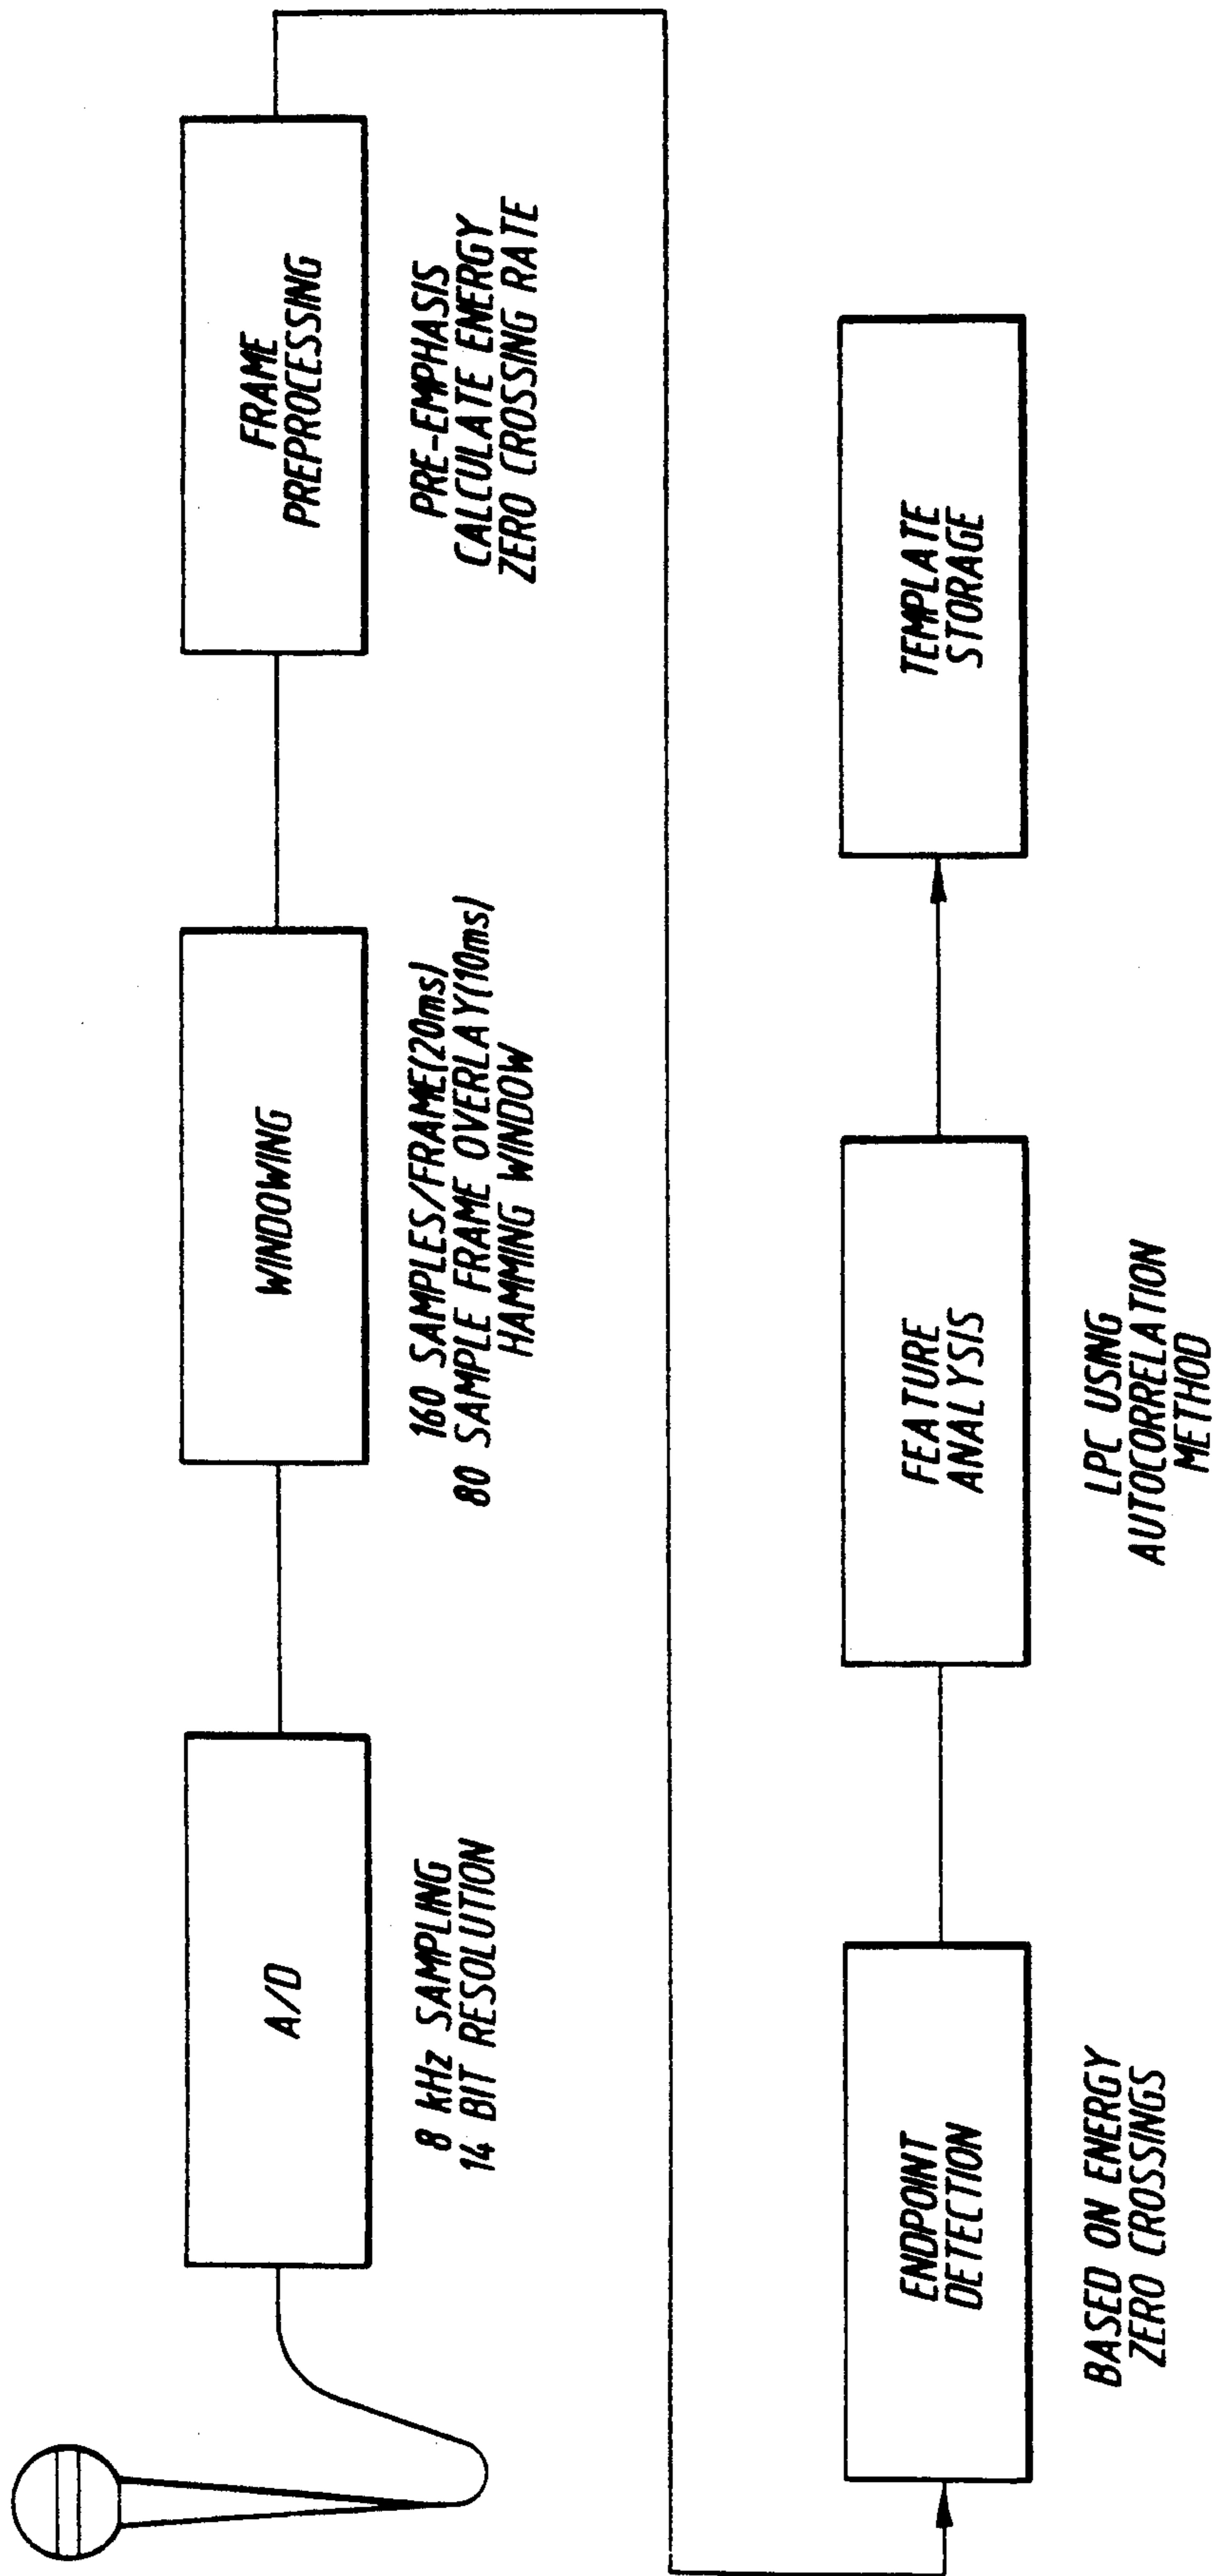 A/D
8 kHz SAMPLING
14 BIT RESOLUTION
WINDOWING
160 SAMPLES/FRAME(20ms)
80 SAMPLE FRAME OVERLAY(10ms)
HAMMING WINDOW
FRAME
PREPROCESSING
PRE-EMPHASIS
CALCULATE ENERGY
ZERO CROSSING RATE
ENDPOINT
DETECTION
BASED ON ENERGY
ZERO CROSSINGS
FEATURE
ANALYSIS
LPC USING
AUTOCORRELATION
METHOD
TEMPLATE
STORAGE